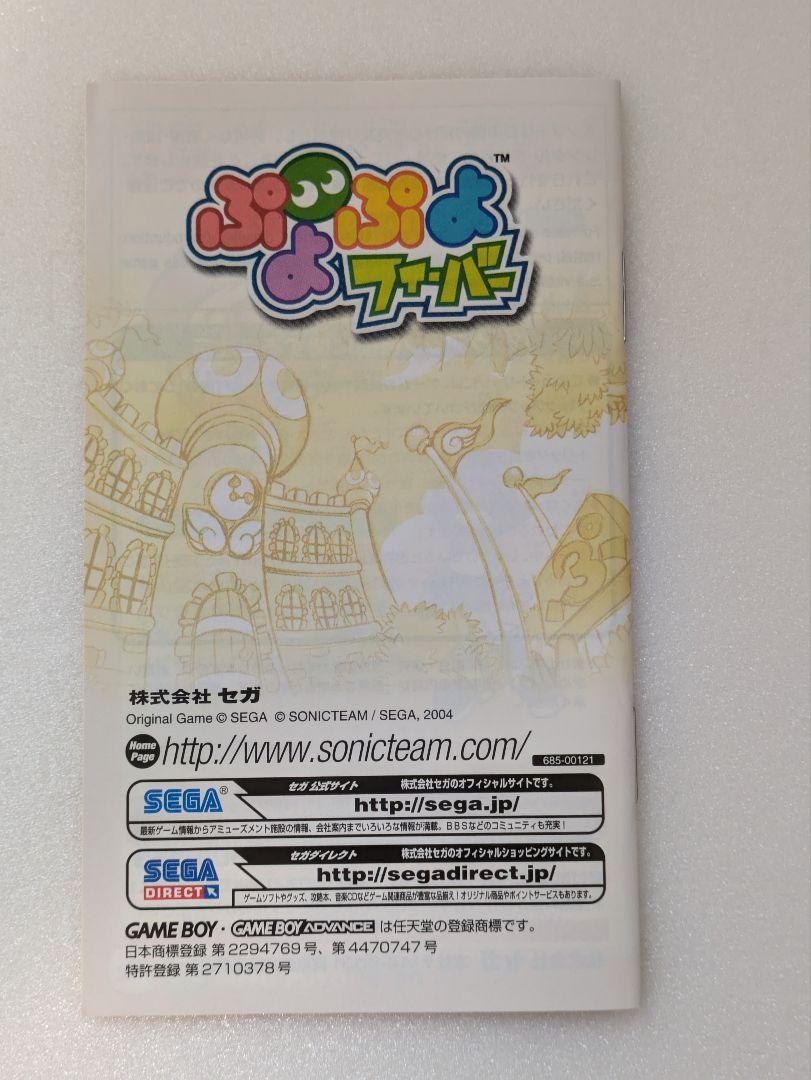 ぷよぷよ™
フィーバー
ぷ
株式会社 セガ
Original Game © SEGA © SONICTEAM / SEGA, 2004
Home Page
http://www.sonicteam.com/
685-00121
SEGA®
セガ 公式サイト 株式会社セガのオフィシャルサイトです。
http://sega.jp/
最新ゲーム情報からアミューズメント施設の情報、会社案内までいろいろな情報が満載。BBSなどのコミュニティも充実!
SEGA DIRECT
セガダイレクト 株式会社セガのオフィシャルショッピングサイトです。
http://segadirect.jp/
ゲームソフトやグッズ、攻略本、音楽CDなどゲーム関連商品が豊富な品揃え!オリジナル商品やポイントサービスもあります。
GAME BOY・GAME BOY ADVANCE は任天堂の登録商標です。
日本商標登録 第2294769号、第4470747号
特許登録 第2710378号